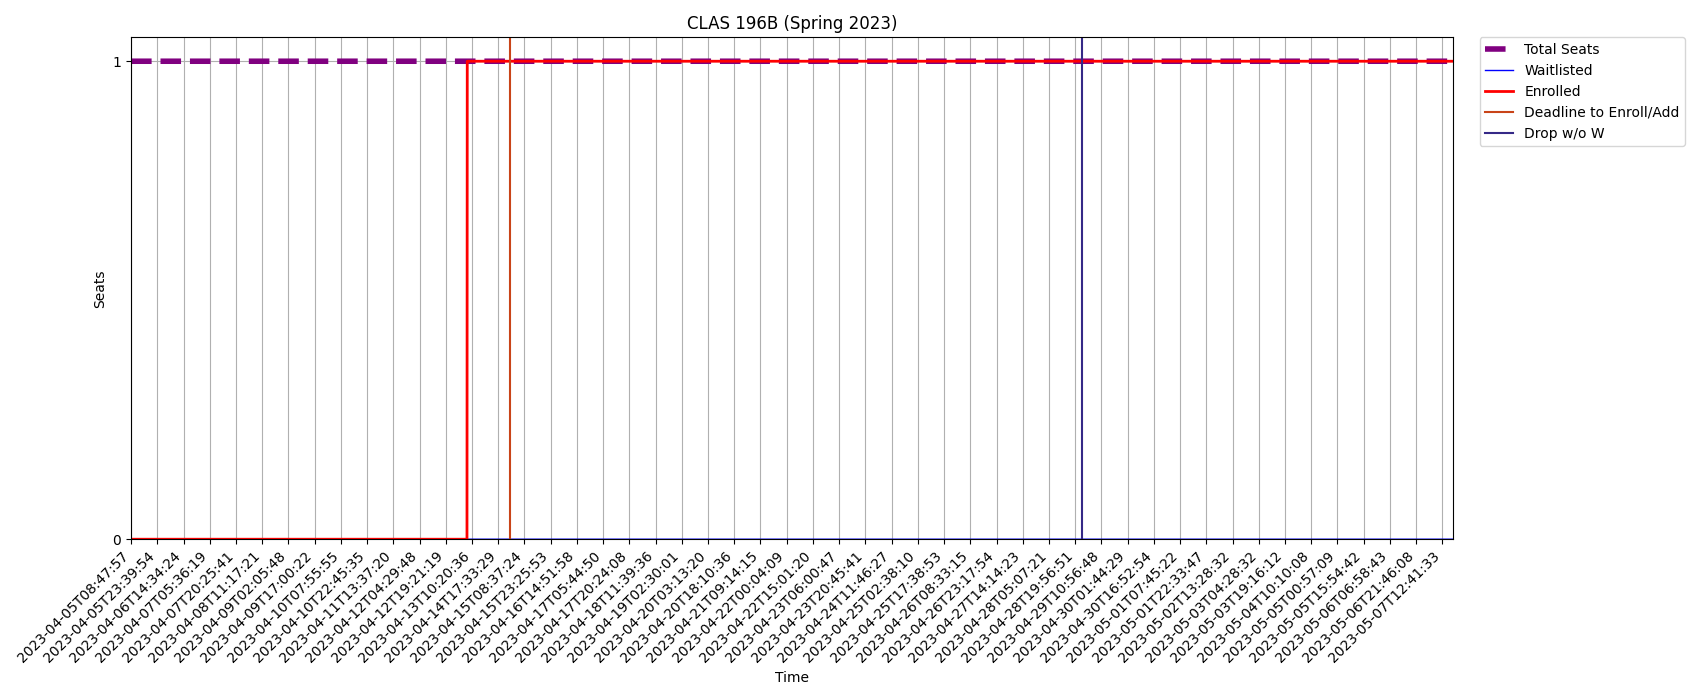 CLAS 196B (Spring 2023)
Total Seats
Waitlisted
Enrolled
Deadline to Enroll/Add
Drop w/o W
Seats
1
0
2023-04-05T08:47:57
2023-04-05T23:39:54
2023-04-06T14:34:24
2023-04-07T05:36:19
2023-04-07T20:25:41
2023-04-08T11:17:21
2023-04-09T02:05:48
2023-04-09T17:00:22
2023-04-10T07:55:55
2023-04-10T22:45:35
2023-04-11T13:37:20
2023-04-12T04:29:48
2023-04-12T19:21:19
2023-04-13T10:20:36
2023-04-14T17:33:29
2023-04-15T08:37:24
2023-04-15T23:25:53
2023-04-16T14:51:58
2023-04-17T05:44:50
2023-04-17T20:24:08
2023-04-18T11:39:36
2023-04-19T02:30:01
2023-04-20T03:13:20
2023-04-20T18:10:36
2023-04-21T09:14:15
2023-04-22T00:04:09
2023-04-22T15:01:20
2023-04-23T06:00:47
2023-04-23T20:45:41
2023-04-24T11:46:27
2023-04-25T02:38:10
2023-04-25T17:38:53
2023-04-26T08:33:15
2023-04-26T23:17:54
2023-04-27T14:14:23
2023-04-28T05:07:21
2023-04-28T19:56:51
2023-04-29T10:56:48
2023-04-30T01:44:29
2023-04-30T16:52:54
2023-05-01T07:45:22
2023-05-01T22:33:47
2023-05-02T13:28:32
2023-05-03T04:28:32
2023-05-03T19:16:12
2023-05-04T10:10:08
2023-05-05T00:57:09
2023-05-05T15:54:42
2023-05-06T06:58:43
2023-05-06T21:46:08
2023-05-07T12:41:33
Time